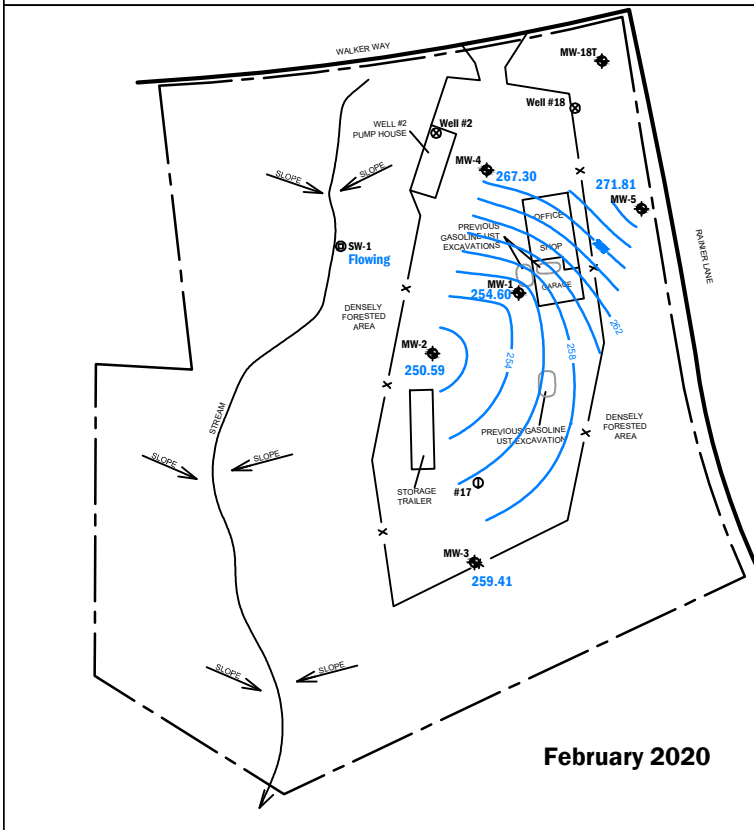 WALKER WAY
MW-18T
Well #18
Well #2
WELL #2
PUMP HOUSE
MW-4
267.30
SLOPE
SLOPE
271.81
MW-5
OFFICE
PREVIOUS
GASOLINE UST
EXCAVATIONS
SHOP
SW-1
Flowing
RAINIER LANE
GARAGE
MW-1
254.60
DENSELY
FORESTED
AREA
262
MW-2
250.59
254
258
STREAM
PREVIOUS GASOLINE
UST EXCAVATION
DENSELY
FORESTED
AREA
SLOPE
SLOPE
STORAGE
TRAILER
#17
MW-3
259.41
SLOPE
SLOPE
February 2020
X
X
X
X
X
X